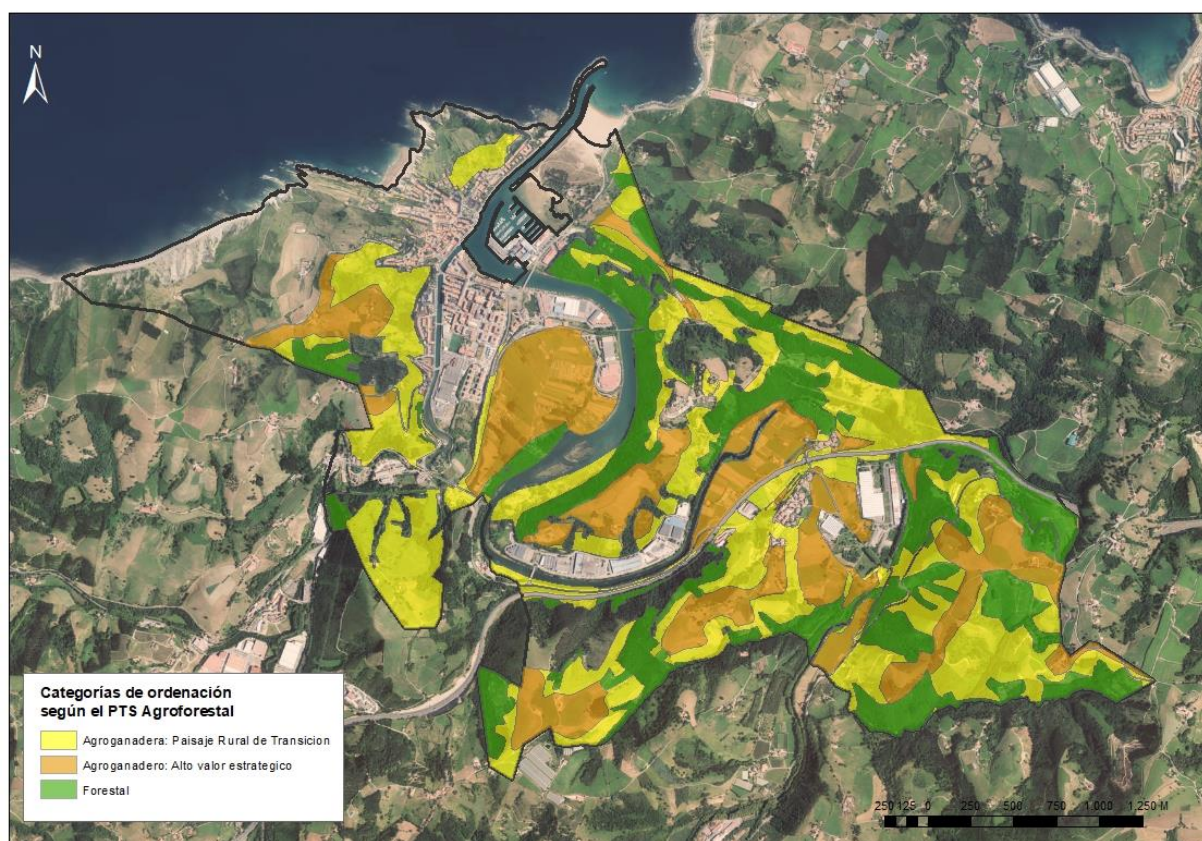 N
Categorías de ordenación
según el PTS Agroforestal
Agroganadera: Paisaje Rural de Transicion
Agroganadero: Alto valor estrategico
Forestal
250 125 0 250 500 750 1.000 1,250 M